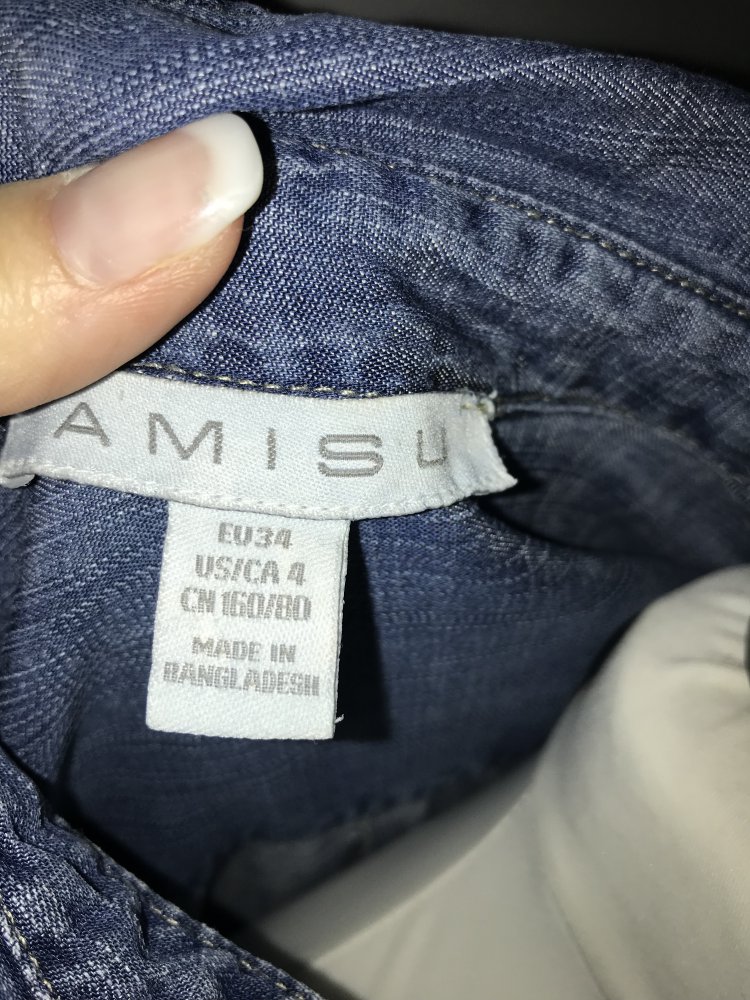 AMISU
EU34
US/CA 4
CN 160/80
MADE IN
BANGLADESH